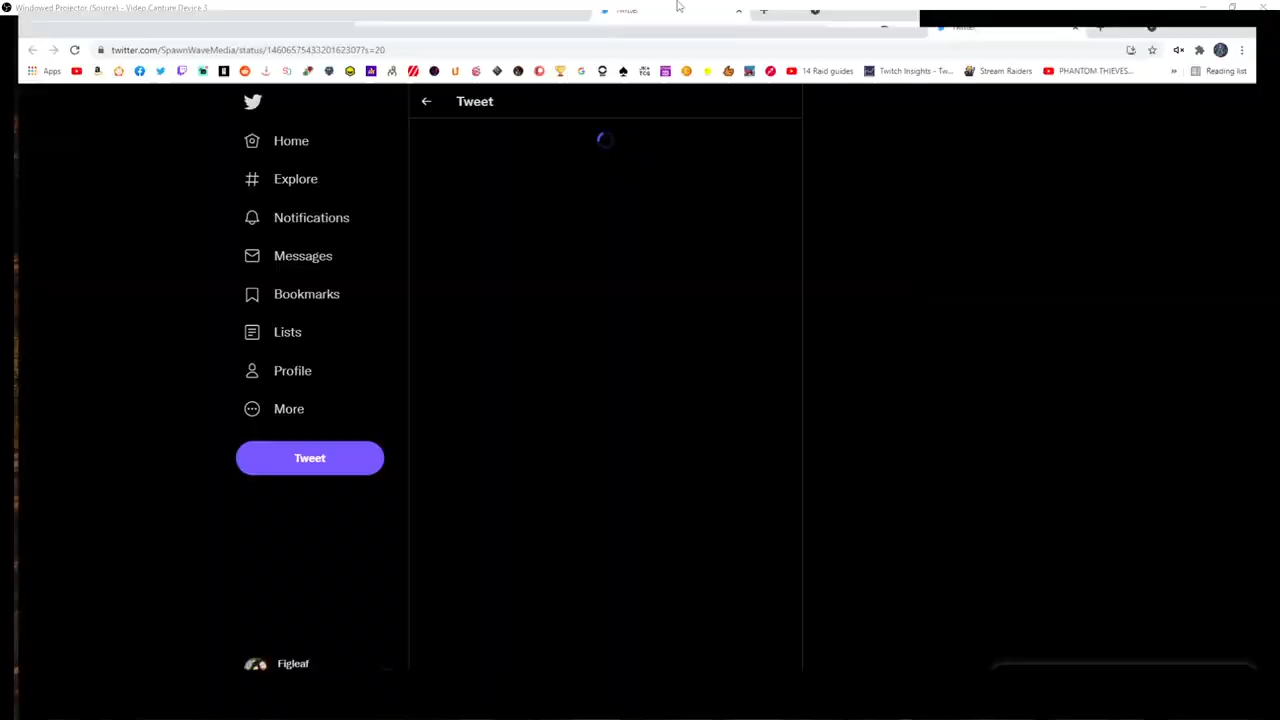 Windowed Projector (Source) - Video Capture Device 3
twitter.com/SpawnWaveMedia/status/1460657543320162307?s=20
Apps
14 Raid guides
Twitch Insights - Tw...
Stream Raiders
PHANTOM THIEVES...
»
Reading list
Tweet
Home
Explore
Notifications
Messages
Bookmarks
Lists
Profile
More
Tweet
Figleaf